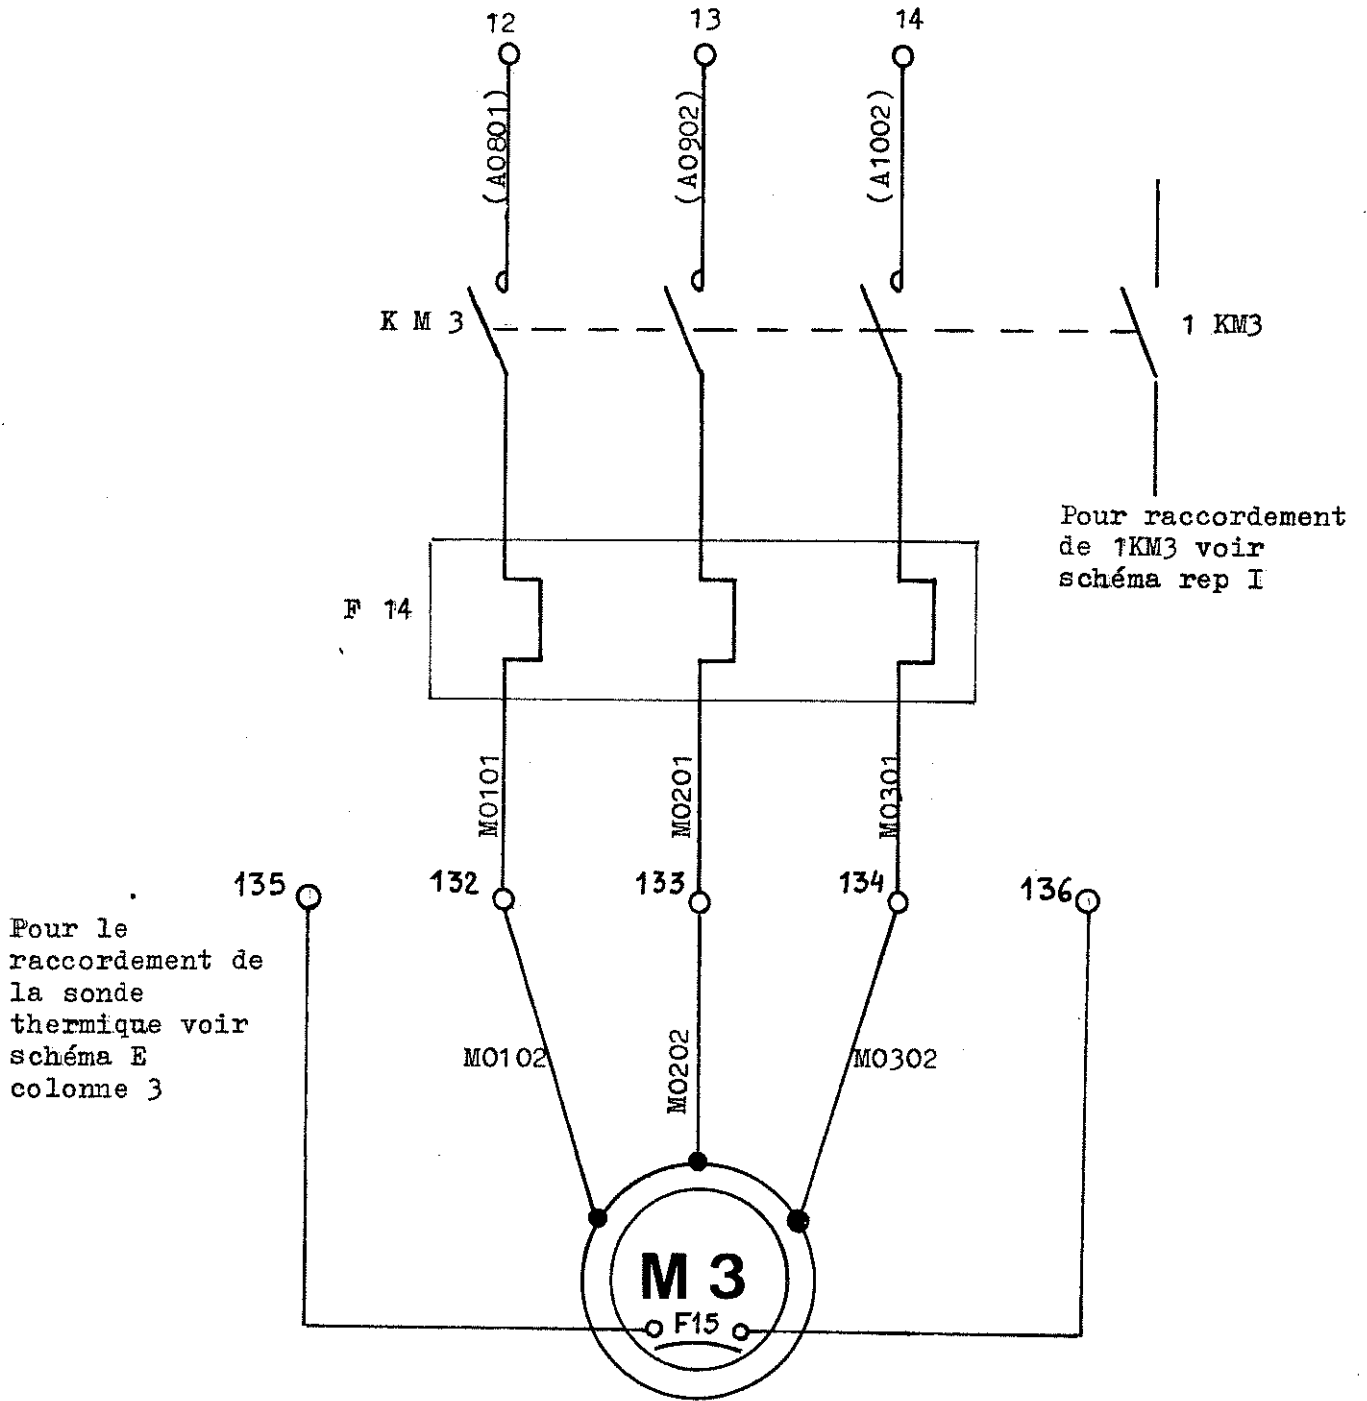 12
13
14
(A0801)
(A0902)
(A1002)
K M 3
1 KM3
Pour raccordement
de 1KM3 voir
schéma rep I
F 14
M0101
M0201
M0301
135
132
133
134
136
Pour le
raccordement de
la sonde
thermique voir
schéma E
colonne 3
M0102
M0202
M0302
M 3
F15